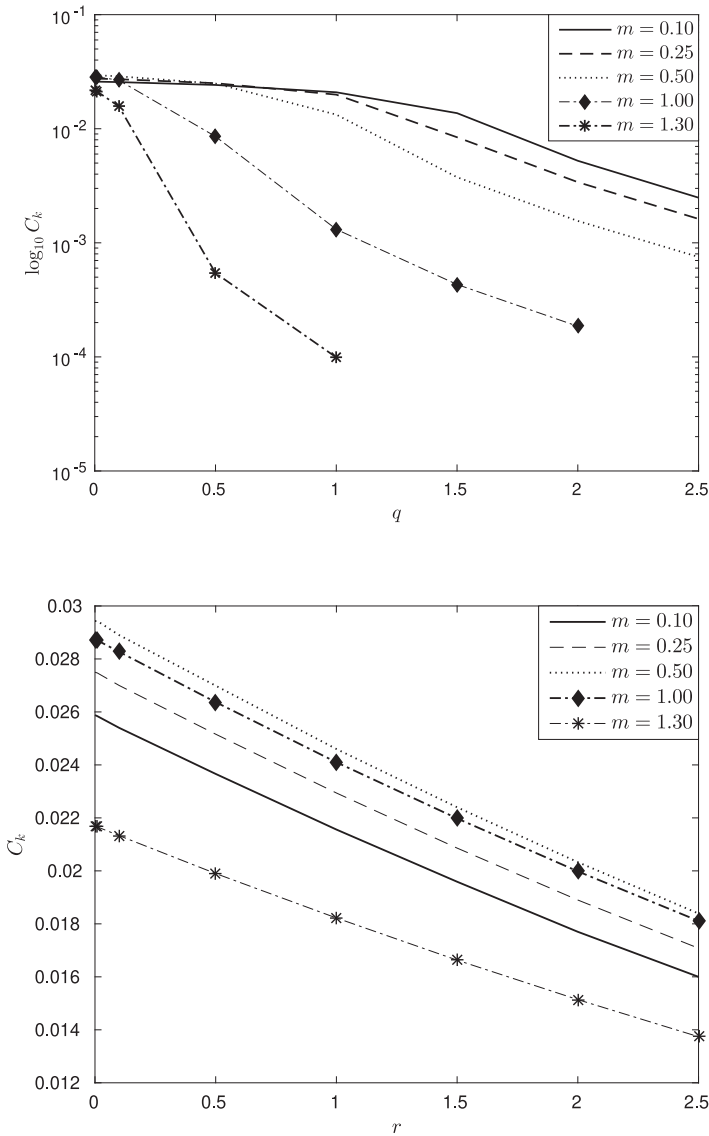 10^-1
10^-2
10^-3
10^-4
10^-5
log₁₀ Cₖ
0 0.5 1 1.5 2 2.5
q
m = 0.10
m = 0.25
m = 0.50
m = 1.00
m = 1.30
0.03
0.028
0.026
0.024
0.022
0.02
0.018
0.016
0.014
0.012
Cₖ
0 0.5 1 1.5 2 2.5
r
m = 0.10
m = 0.25
m = 0.50
m = 1.00
m = 1.30